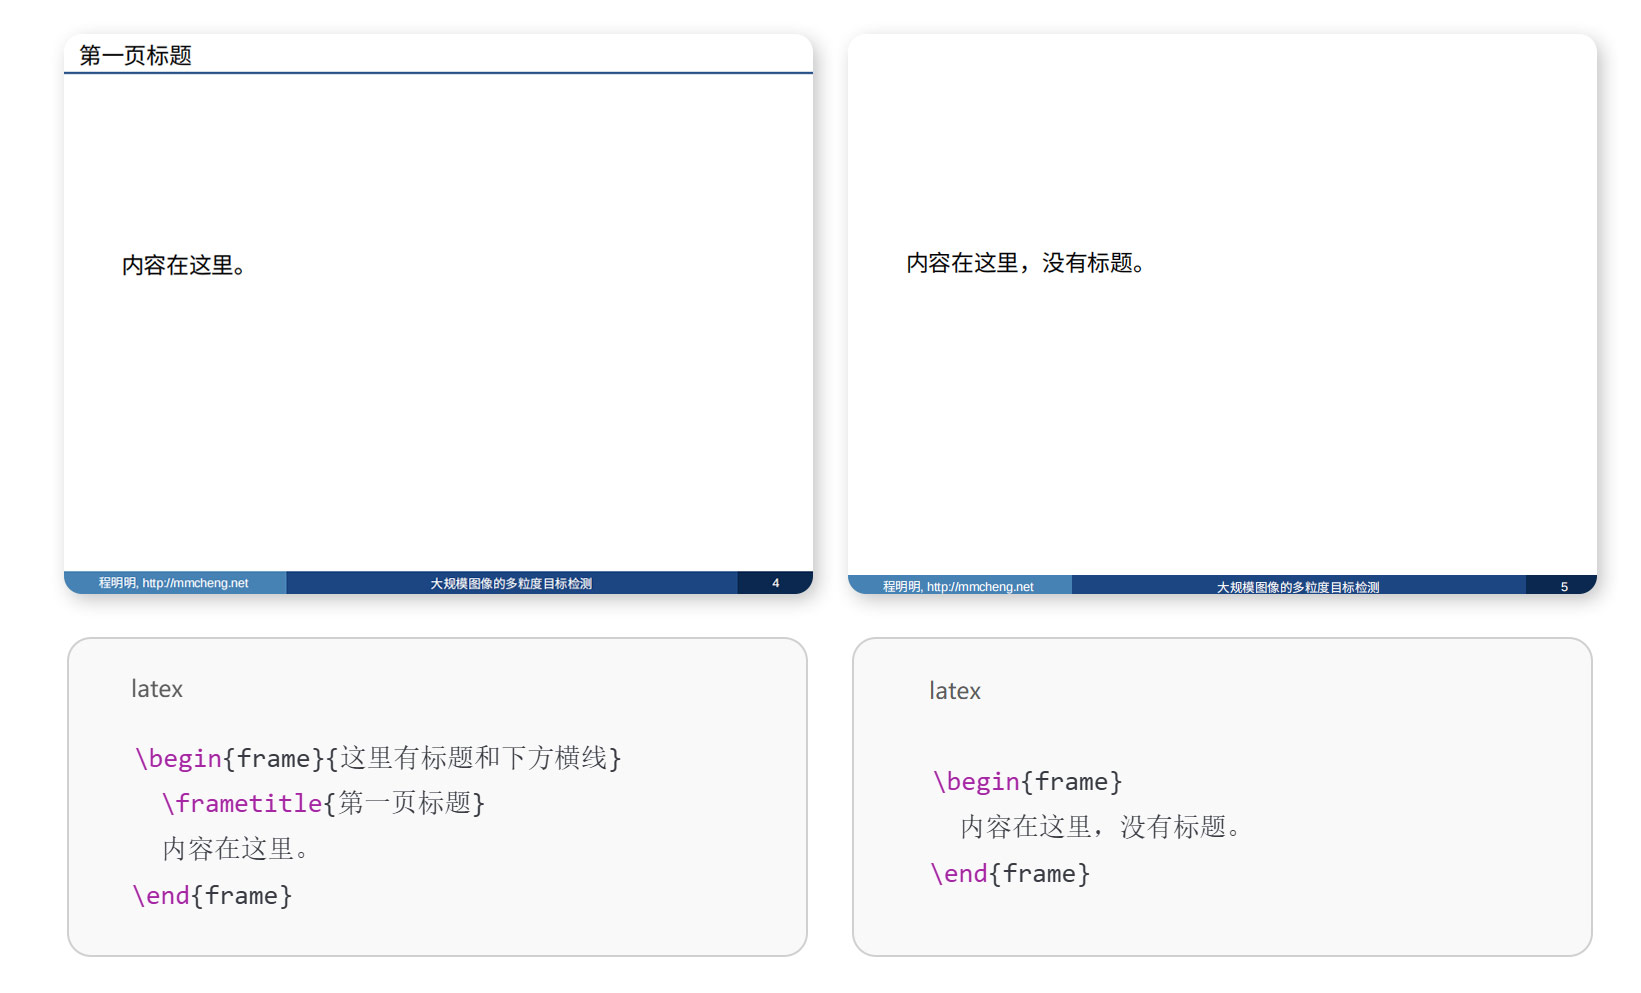 第一页标题
内容在这里。
程明明, http://mmcheng.net
大规模图像的多粒度目标检测
4
内容在这里，没有标题。
程明明, http://mmcheng.net
大规模图像的多粒度目标检测
5
latex
\begin{frame}{这里有标题和下方横线}
\frametitle{第一页标题}
内容在这里。
\end{frame}
latex
\begin{frame}
内容在这里，没有标题。
\end{frame}